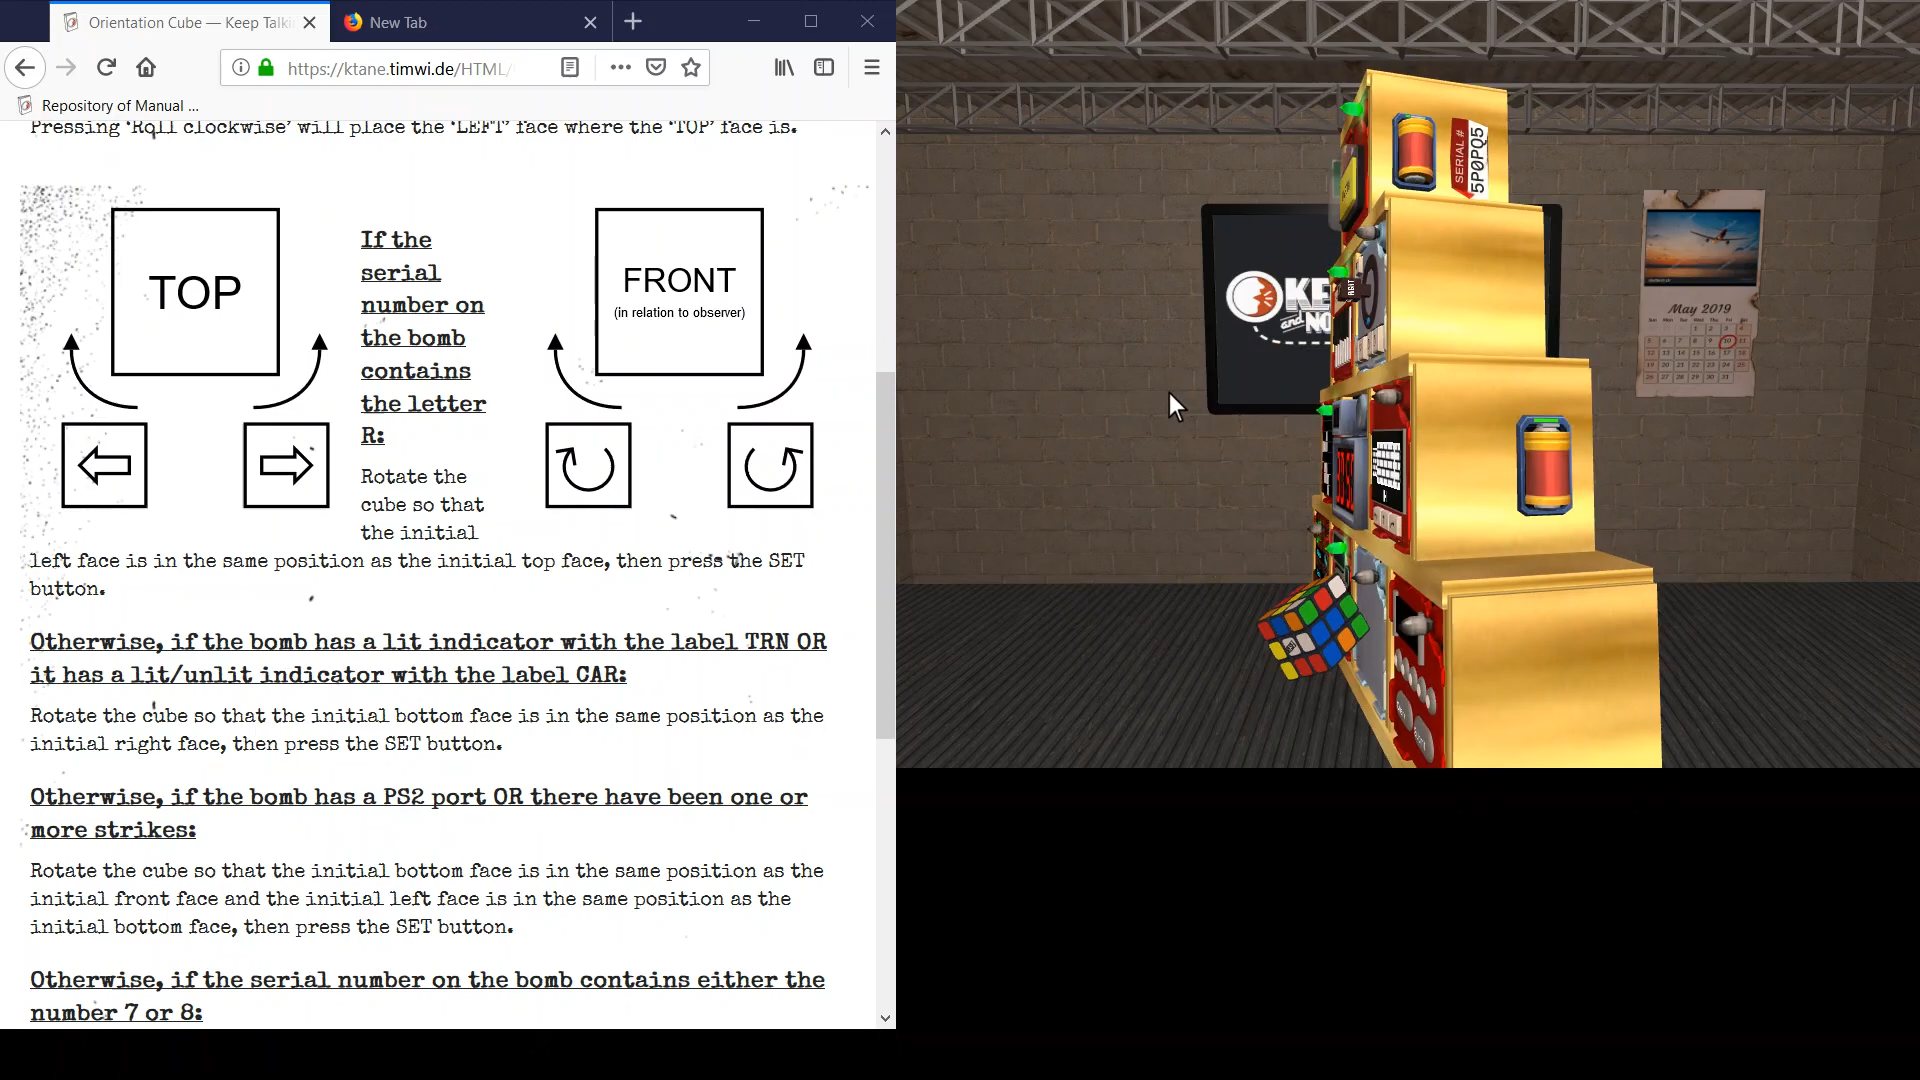 Orientation Cube — Keep Talki
New Tab
https://ktane.timwi.de/HTML/
Repository of Manual ...
Pressing ‘Roll clockwise’ will place the ‘LEFT’ face where the ‘TOP’ face is.
TOP
If the
serial
number on
the bomb
contains
the letter
R:
FRONT
(in relation to observer)
Rotate the
cube so that
the initial
left face is in the same position as the initial top face, then press the SET
button.
Otherwise, if the bomb has a lit indicator with the label TRN OR
it has a lit/unlit indicator with the label CAR:
Rotate the cube so that the initial bottom face is in the same position as the
initial right face, then press the SET button.
Otherwise, if the bomb has a PS2 port OR there have been one or
more strikes:
Rotate the cube so that the initial bottom face is in the same position as the
initial front face and the initial left face is in the same position as the
initial bottom face, then press the SET button.
Otherwise, if the serial number on the bomb contains either the
number 7 or 8:
SERIAL #
5P0PQ5
KE
and NO
May 2019